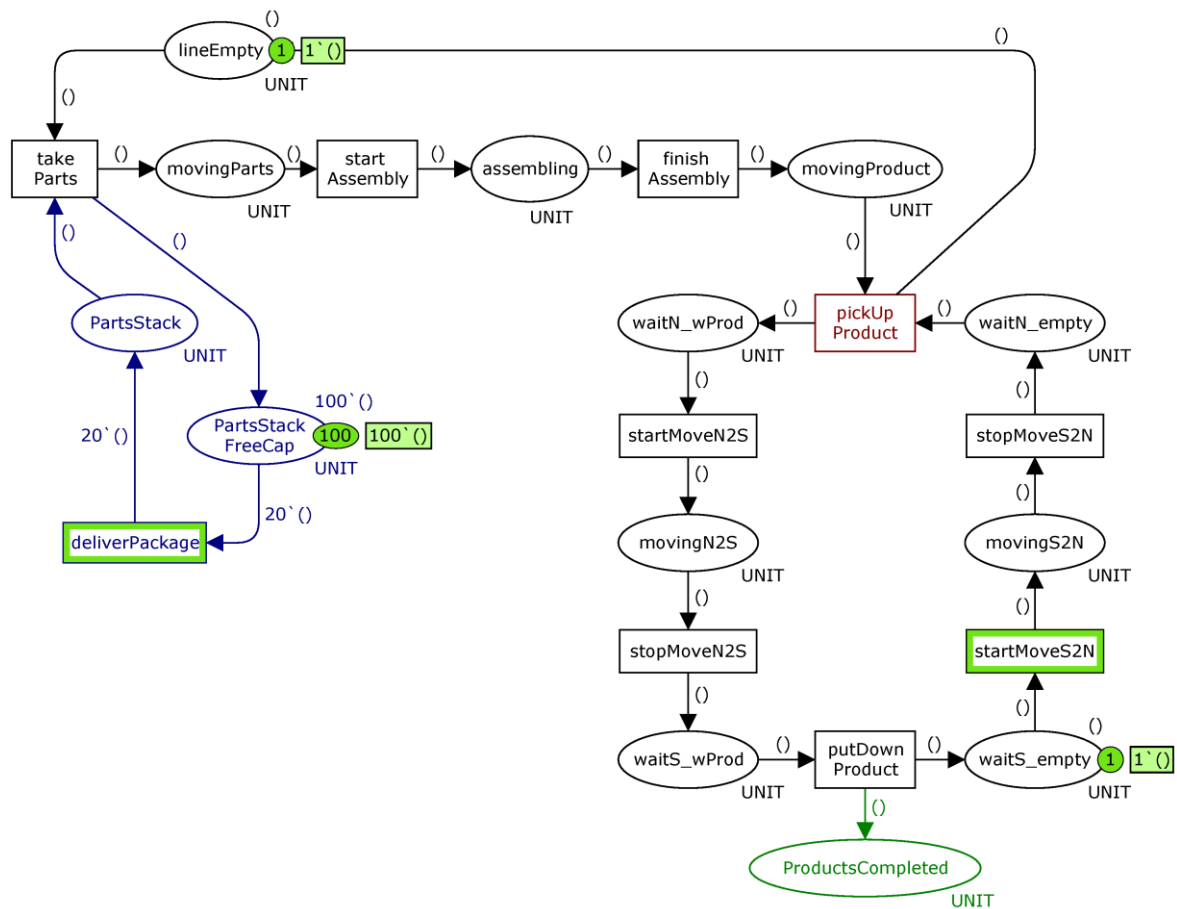 ()
lineEmpty
1
1`()
UNIT
()
()
take
Parts
()
movingParts
UNIT
()
start
Assembly
()
assembling
UNIT
()
finish
Assembly
()
movingProduct
UNIT
()
()
()
PartsStack
UNIT
20`()
100`()
PartsStack
FreeCap
100
100`()
UNIT
20`()
deliverPackage
()
waitN_wProd
UNIT
()
pickUp
Product
()
waitN_empty
UNIT
()
startMoveN2S
()
movingN2S
UNIT
()
stopMoveN2S
()
waitS_wProd
UNIT
()
putDown
Product
()
()
waitS_empty
1
1`()
UNIT
()
startMoveS2N
()
movingS2N
UNIT
()
stopMoveS2N
()
()
ProductsCompleted
UNIT